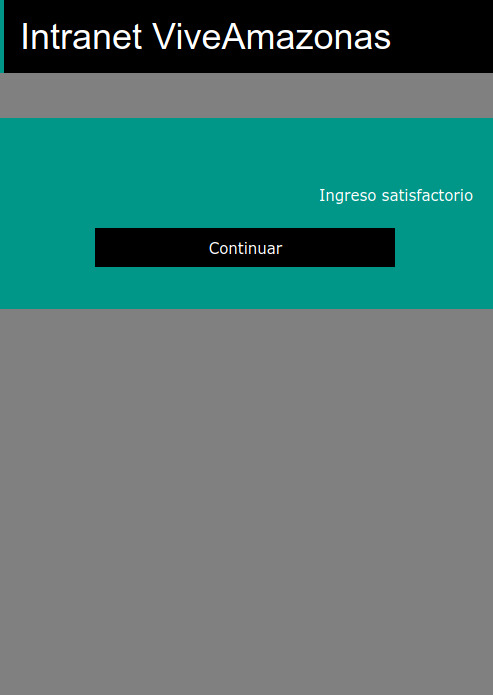 Intranet ViveAmazonas
Ingreso satisfactorio
Continuar